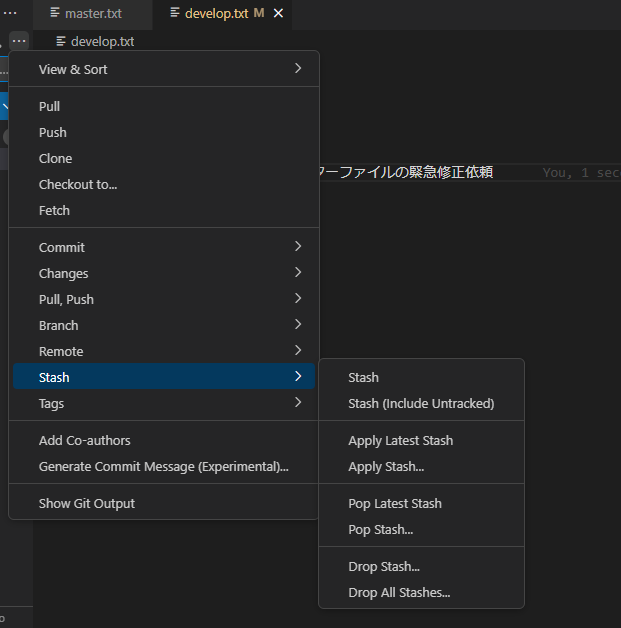 master.txt
develop.txt M
develop.txt
View & Sort
Pull
Push
Clone
Checkout to...
Fetch
ーファイルの緊急修正依頼
You, 1 sec
Commit
Changes
Pull, Push
Branch
Remote
Stash
Tags
Add Co-authors
Generate Commit Message (Experimental)...
Show Git Output
Stash
Stash (Include Untracked)
Apply Latest Stash
Apply Stash...
Pop Latest Stash
Pop Stash...
Drop Stash...
Drop All Stashes...